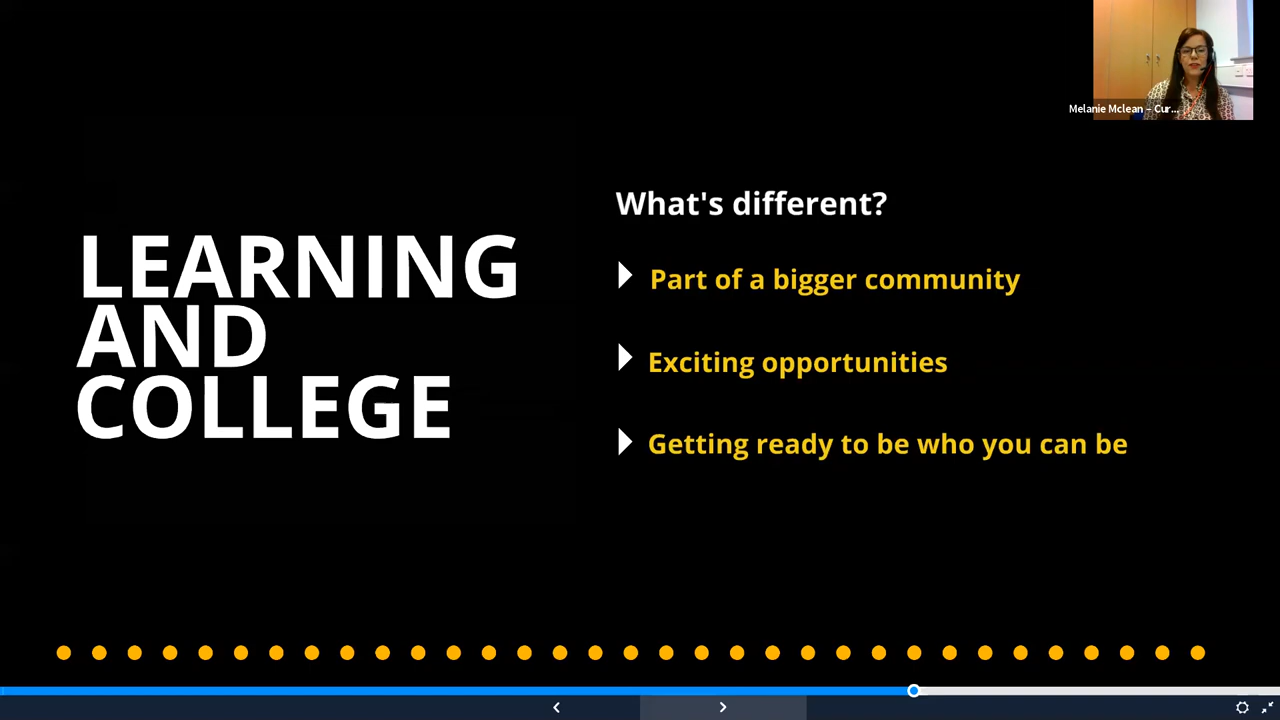 Melanie Mclean – Cur...
What's different?
LEARNING
AND
COLLEGE
Part of a bigger community
Exciting opportunities
Getting ready to be who you can be